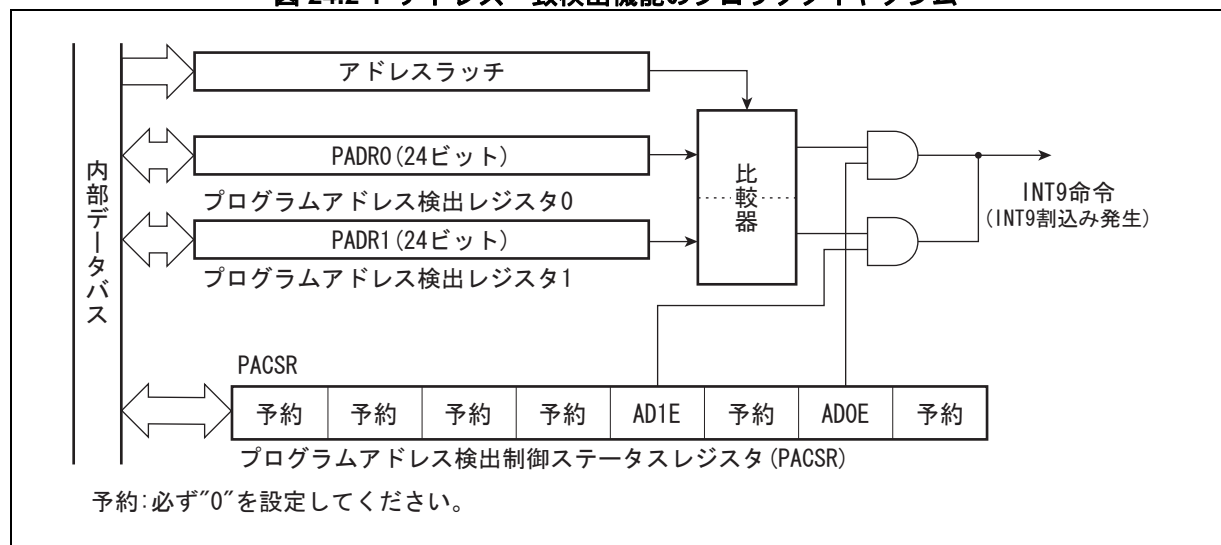 アドレスラッチ
PADR0(24ビット)
プログラムアドレス検出レジスタ0
PADR1(24ビット)
プログラムアドレス検出レジスタ1
内部データバス
比較器
INT9命令
(INT9割込み発生)
PACSR
予約 予約 予約 予約 AD1E 予約 AD0E 予約
プログラムアドレス検出制御ステータスレジスタ(PACSR)
予約:必ず"0"を設定してください。